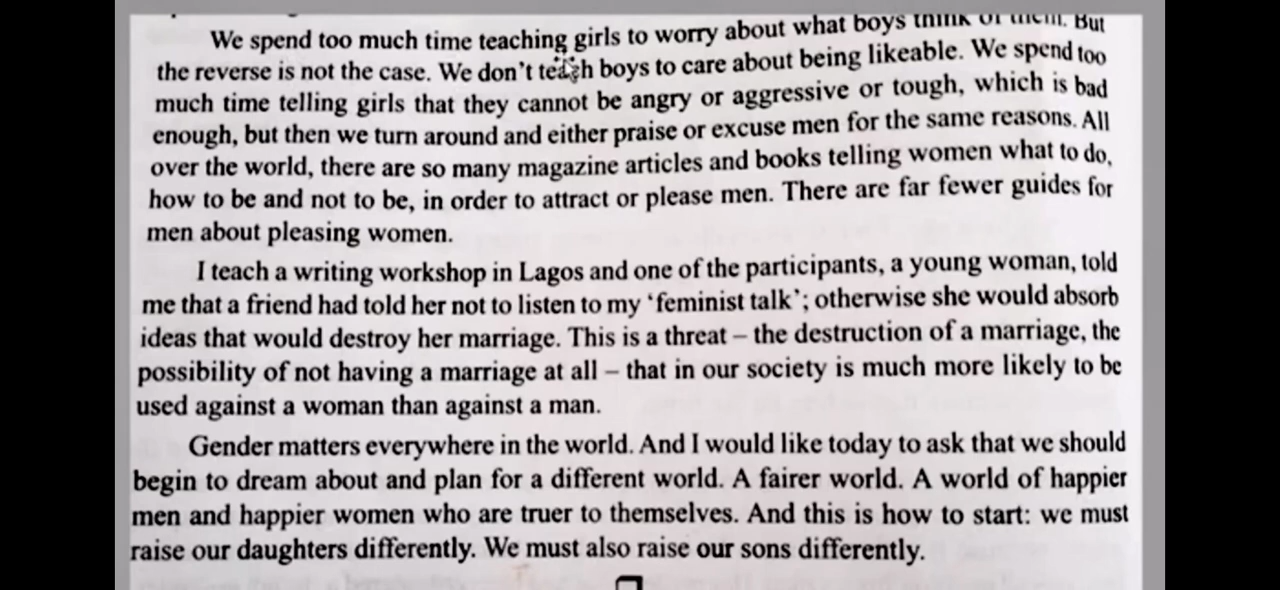 We spend too much time teaching girls to worry about what boys think of them. But
the reverse is not the case. We don't teach boys to care about being likeable. We spend too
much time telling girls that they cannot be angry or aggressive or tough, which is bad
enough, but then we turn around and either praise or excuse men for the same reasons. All
over the world, there are so many magazine articles and books telling women what to do,
how to be and not to be, in order to attract or please men. There are far fewer guides for
men about pleasing women.
I teach a writing workshop in Lagos and one of the participants, a young woman, told
me that a friend had told her not to listen to my ‘feminist talk’; otherwise she would absorb
ideas that would destroy her marriage. This is a threat – the destruction of a marriage, the
possibility of not having a marriage at all – that in our society is much more likely to be
used against a woman than against a man.
Gender matters everywhere in the world. And I would like today to ask that we should
begin to dream about and plan for a different world. A fairer world. A world of happier
men and happier women who are truer to themselves. And this is how to start: we must
raise our daughters differently. We must also raise our sons differently.